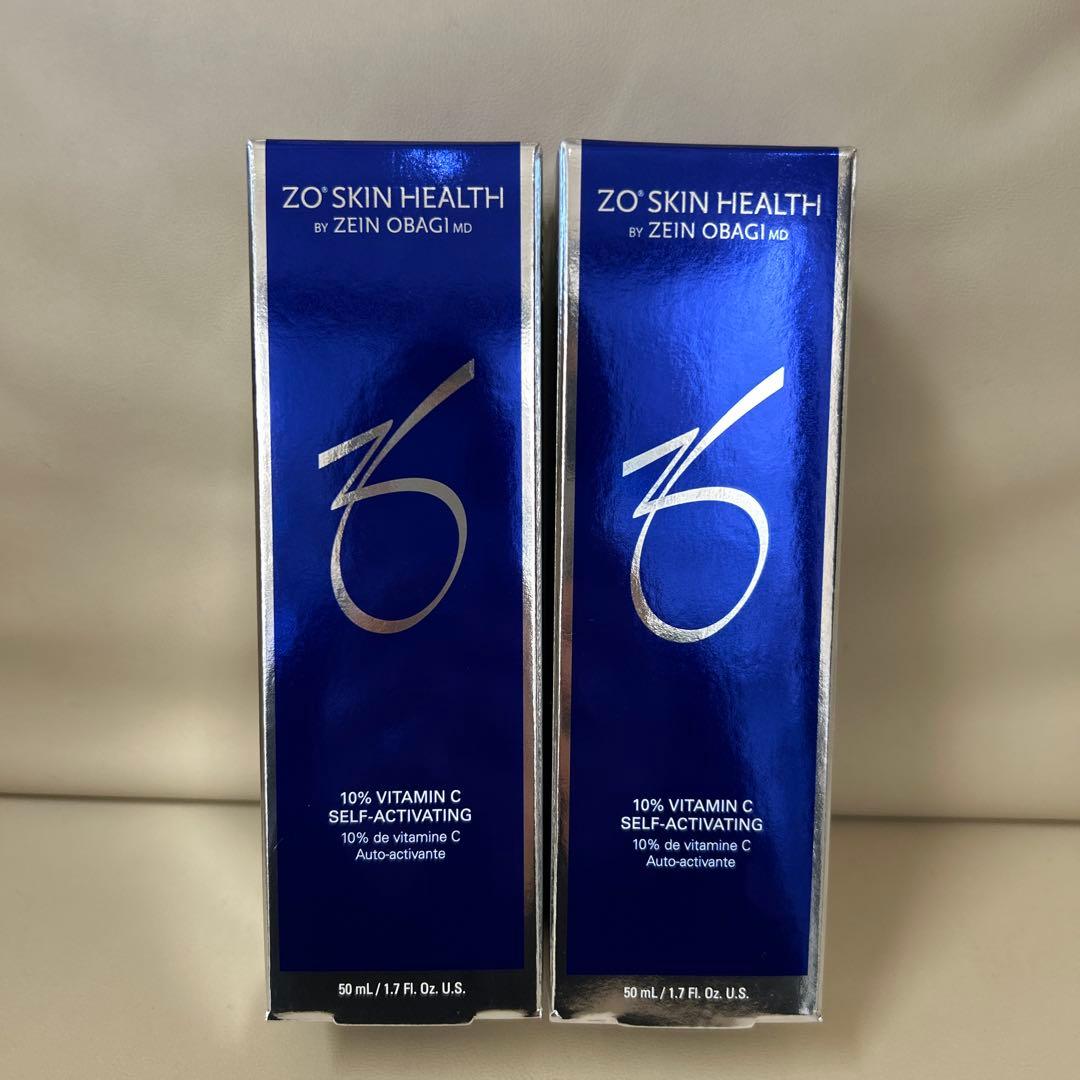 ZO® SKIN HEALTH
BY ZEIN OBAGI MD
10% VITAMIN C
SELF-ACTIVATING
10% de vitamine C
Auto-activante
50 mL / 1.7 Fl. Oz. U.S.
ZO® SKIN HEALTH
BY ZEIN OBAGI MD
10% VITAMIN C
SELF-ACTIVATING
10% de vitamine C
Auto-activante
50 mL / 1.7 Fl. Oz. U.S.